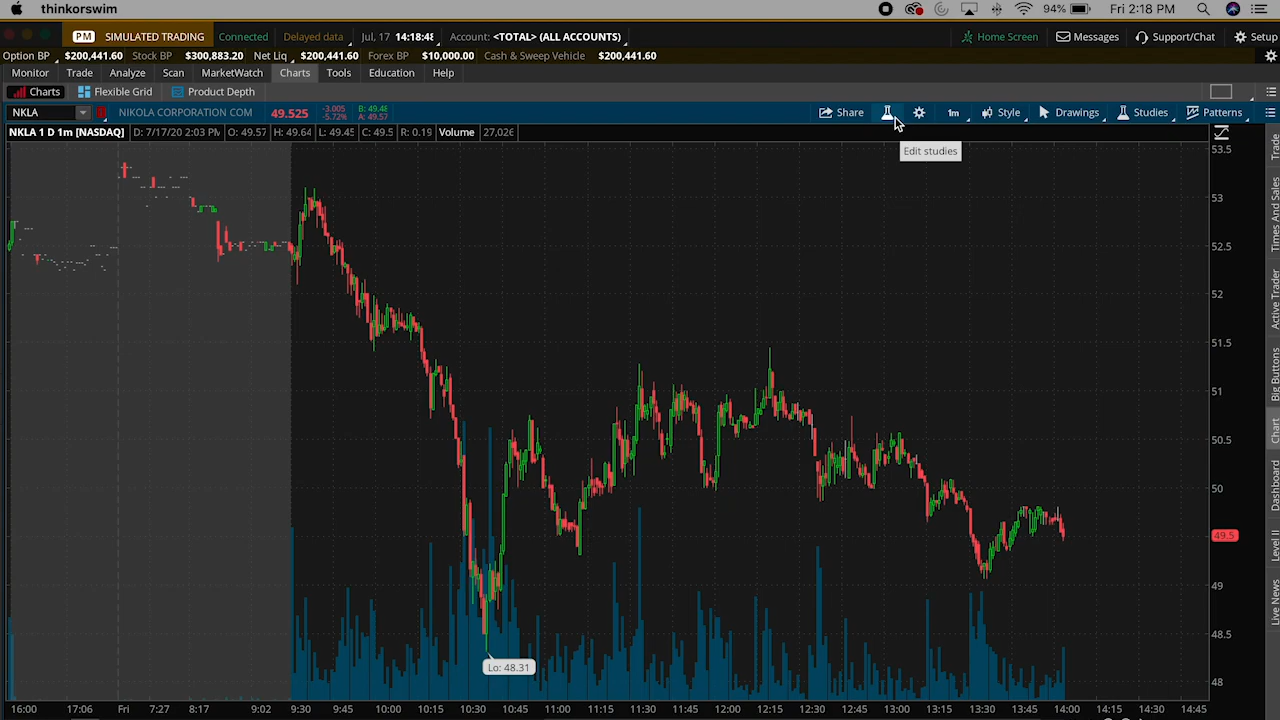 thinkorswim 94% Fri 2:18 PM
PM SIMULATED TRADING Connected Delayed data Jul, 17 14:18:48 Account: <TOTAL> (ALL ACCOUNTS) Home Screen Messages Support/Chat Setup
Option BP $200,441.60 Stock BP $300,883.20 Net Liq $200,441.60 Forex BP $10,000.00 Cash & Sweep Vehicle $200,441.60
Monitor Trade Analyze Scan MarketWatch Charts Tools Education Help
Charts Flexible Grid Product Depth
NKLA NIKOLA CORPORATION COM 49.525 -3.005 -5.72% B: 49.48 A: 49.57 Share 1m Style Drawings Studies Patterns
NKLA 1 D 1m [NASDAQ] D: 7/17/20 2:03 PM O: 49.57 H: 49.64 L: 49.45 C: 49.5 R: 0.19 Volume 27,026
Edit studies
53.5
53
52.5
52
51.5
51
50.5
50
49.5
49
48.5
48
Lo: 48.31
16:00 17:06 Fri 7:27 8:17 9:02 9:30 9:45 10:00 10:15 10:30 10:45 11:00 11:15 11:30 11:45 12:00 12:15 12:30 12:45 13:00 13:15 13:30 13:45 14:00 14:15 14:30 14:45
Trade
Times And Sales
Active Trader
Big Buttons
Chart
Dashboard
Level II
Live News